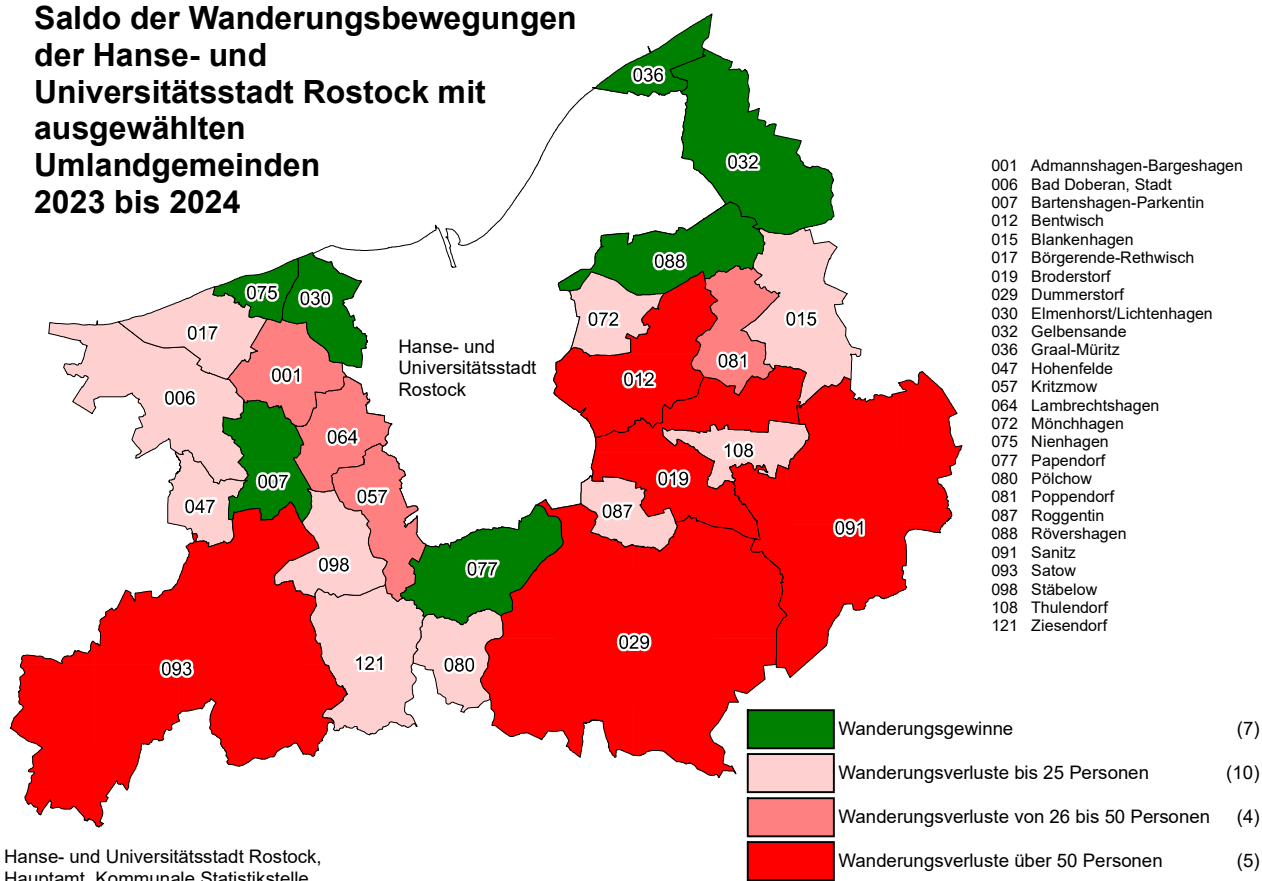 Saldo der Wanderungsbewegungen
der Hanse- und
Universitätsstadt Rostock mit
ausgewählten
Umlandgemeinden
2023 bis 2024
036
032
088
075
030
017
072
015
Hanse- und
Universitätsstadt
Rostock
001
081
012
006
064
108
007
019
057
047
087
091
098
077
029
121
080
093
001 Admannshagen-Bargeshagen
006 Bad Doberan, Stadt
007 Bartenshagen-Parkentin
012 Bentwisch
015 Blankenhagen
017 Börgerende-Rethwisch
019 Broderstorf
029 Dummerstorf
030 Elmenhorst/Lichtenhagen
032 Gelbensande
036 Graal-Müritz
047 Hohenfelde
057 Kritzmow
064 Lambrechtshagen
072 Mönchhagen
075 Nienhagen
077 Papendorf
080 Pölchow
081 Poppendorf
087 Roggentin
088 Rövershagen
091 Sanitz
093 Satow
098 Stäbelow
108 Thulendorf
121 Ziesendorf
Wanderungsgewinne (7)
Wanderungsverluste bis 25 Personen (10)
Wanderungsverluste von 26 bis 50 Personen (4)
Wanderungsverluste über 50 Personen (5)
Hanse- und Universitätsstadt Rostock,
Hauptamt, Kommunale Statistikstelle